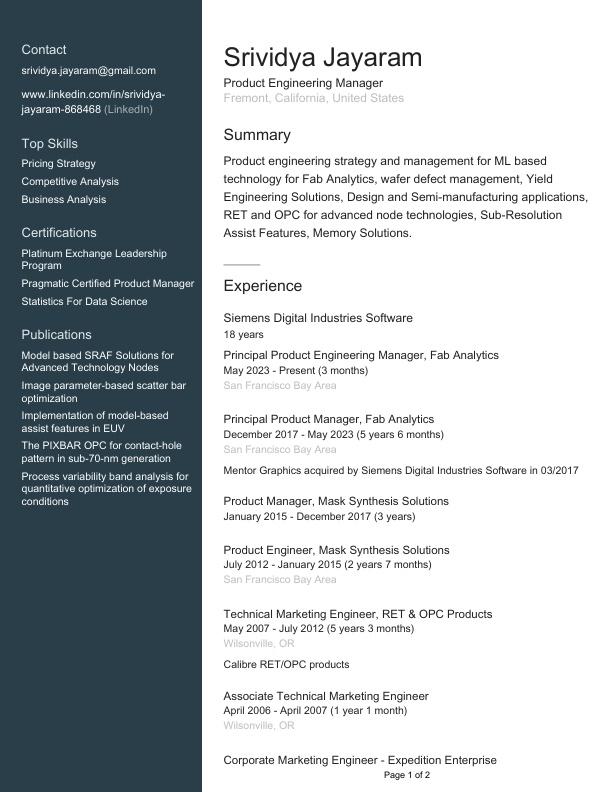 Contact
srividya.jayaram@gmail.com
www.linkedin.com/in/srividya-
jayaram-868468 (LinkedIn)
Top Skills
Pricing Strategy
Competitive Analysis
Business Analysis
Certifications
Platinum Exchange Leadership
Program
Pragmatic Certified Product Manager
Statistics For Data Science
Publications
Model based SRAF Solutions for
Advanced Technology Nodes
Image parameter-based scatter bar
optimization
Implementation of model-based
assist features in EUV
The PIXBAR OPC for contact-hole
pattern in sub-70-nm generation
Process variability band analysis for
quantitative optimization of exposure
conditions
Srividya Jayaram
Product Engineering Manager
Fremont, California, United States
Summary
Product engineering strategy and management for ML based
technology for Fab Analytics, wafer defect management, Yield
Engineering Solutions, Design and Semi-manufacturing applications,
RET and OPC for advanced node technologies, Sub-Resolution
Assist Features, Memory Solutions.
Experience
Siemens Digital Industries Software
18 years
Principal Product Engineering Manager, Fab Analytics
May 2023 - Present (3 months)
San Francisco Bay Area
Principal Product Manager, Fab Analytics
December 2017 - May 2023 (5 years 6 months)
San Francisco Bay Area
Mentor Graphics acquired by Siemens Digital Industries Software in 03/2017
Product Manager, Mask Synthesis Solutions
January 2015 - December 2017 (3 years)
Product Engineer, Mask Synthesis Solutions
July 2012 - January 2015 (2 years 7 months)
San Francisco Bay Area
Technical Marketing Engineer, RET & OPC Products
May 2007 - July 2012 (5 years 3 months)
Wilsonville, OR
Calibre RET/OPC products
Associate Technical Marketing Engineer
April 2006 - April 2007 (1 year 1 month)
Wilsonville, OR
Corporate Marketing Engineer - Expedition Enterprise
Page 1 of 2